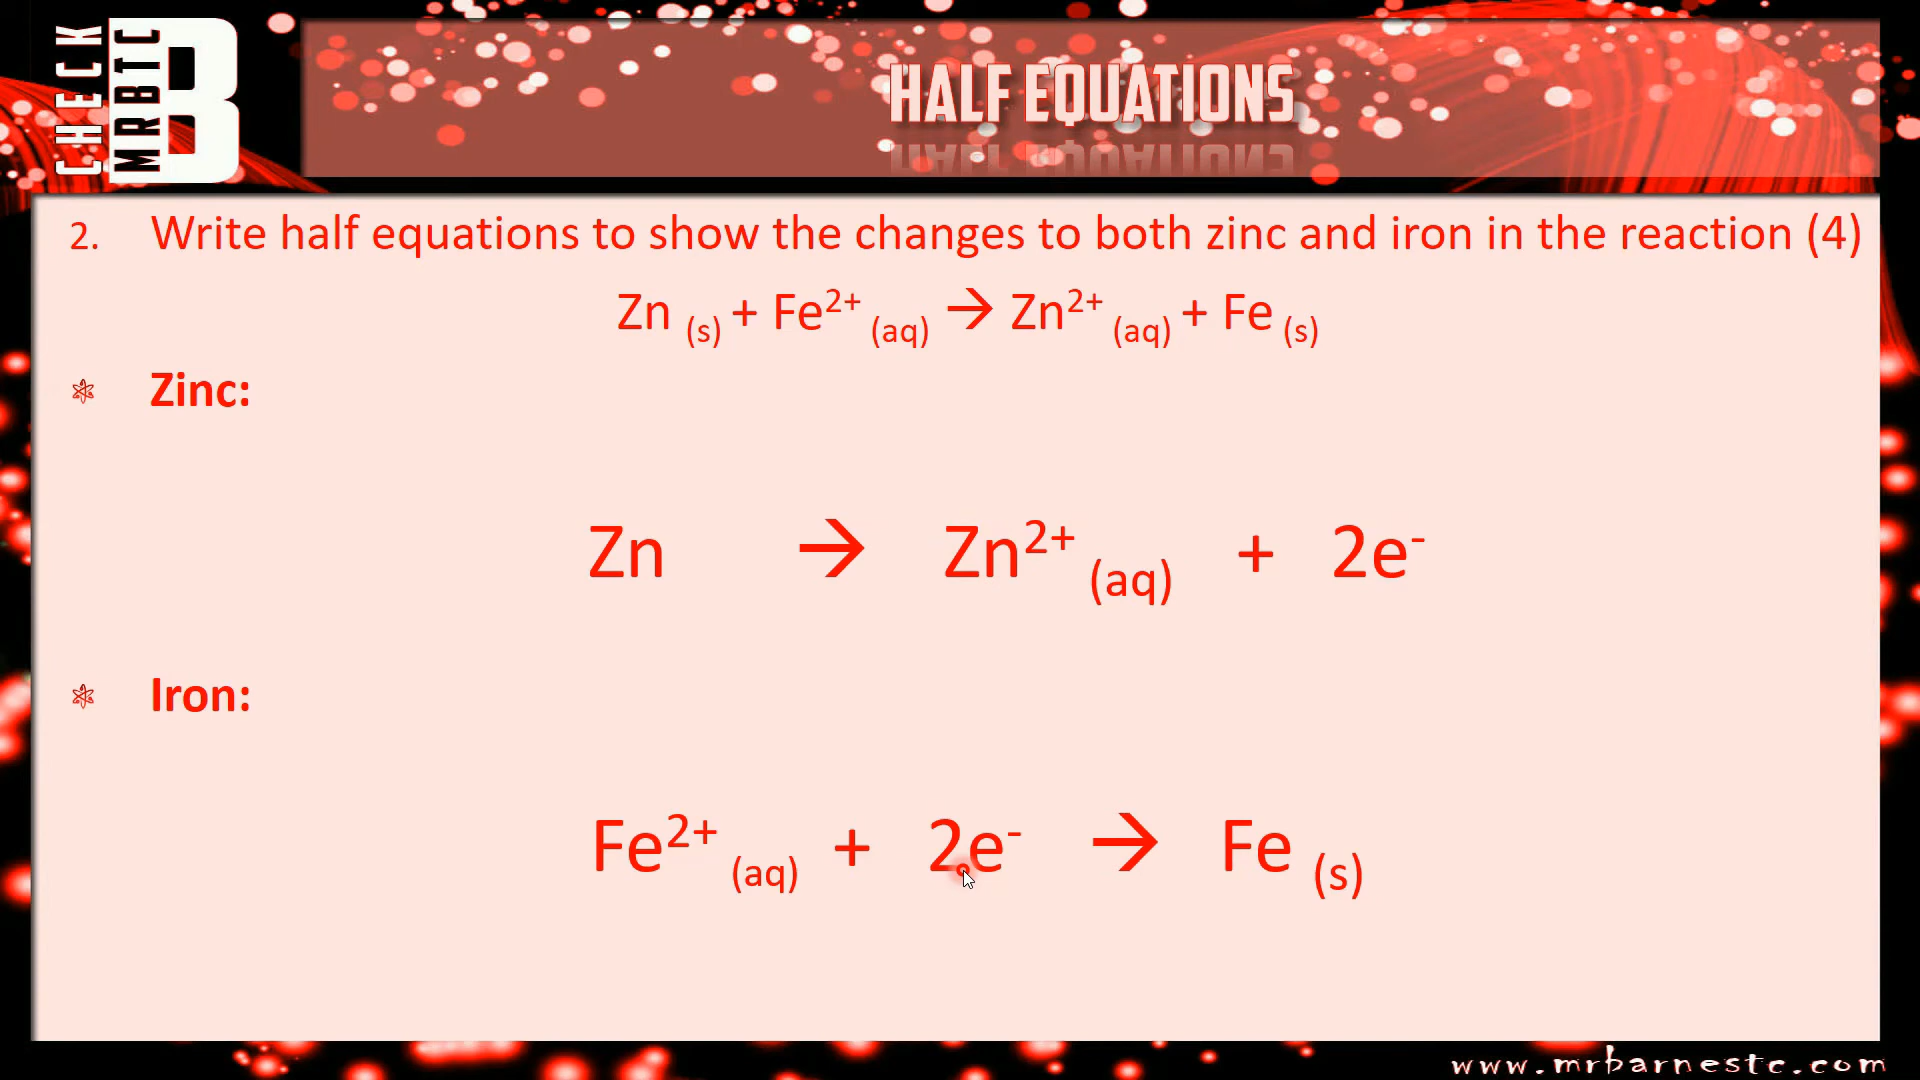 CHECK
MRBTC
B
HALF EQUATIONS
2. Write half equations to show the changes to both zinc and iron in the reaction (4)
Zn (s) + Fe²⁺ (aq) → Zn²⁺ (aq) + Fe (s)
Zinc:
Zn → Zn²⁺ (aq) + 2e⁻
Iron:
Fe²⁺ (aq) + 2e⁻ → Fe (s)
www.mrbarnestc.com